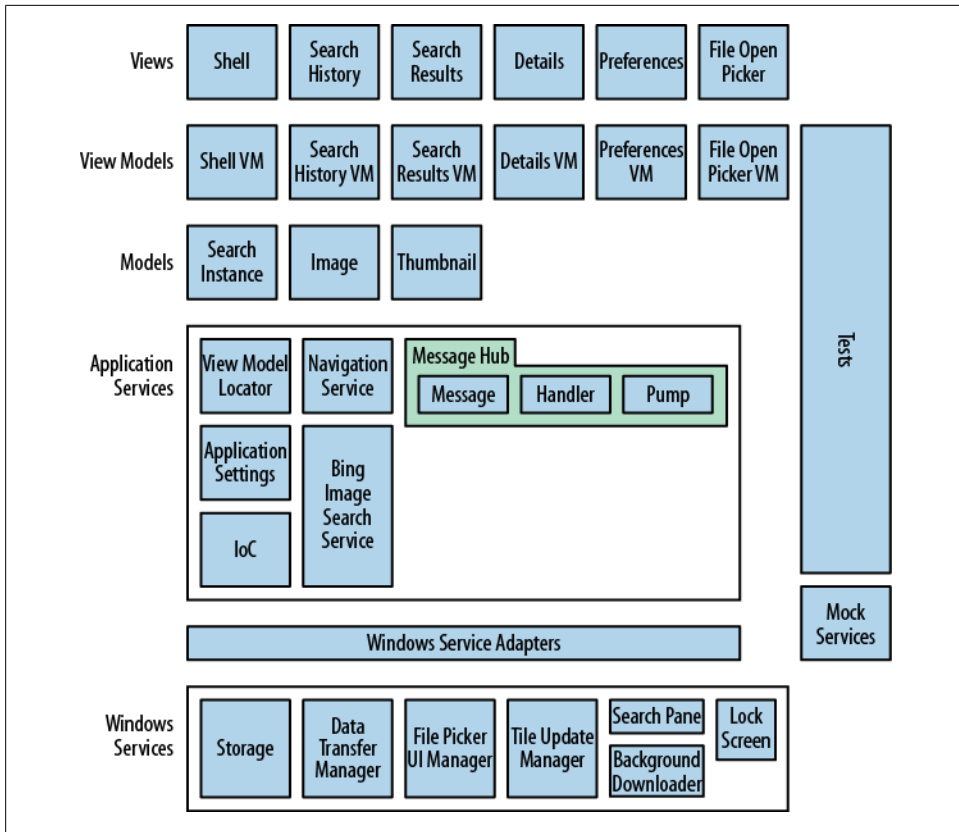 Views
Shell
Search
History
Search
Results
Details
Preferences
File Open
Picker
View Models
Shell VM
Search
History VM
Search
Results VM
Details VM
Preferences
VM
File Open
Picker VM
Tests
Models
Search
Instance
Image
Thumbnail
Application
Services
View Model
Locator
Navigation
Service
Message Hub
Message
Handler
Pump
Application
Settings
Bing
Image
Search
Service
IoC
Mock
Services
Windows Service Adapters
Windows
Services
Storage
Data
Transfer
Manager
File Picker
UI Manager
Tile Update
Manager
Search Pane
Background
Downloader
Lock
Screen